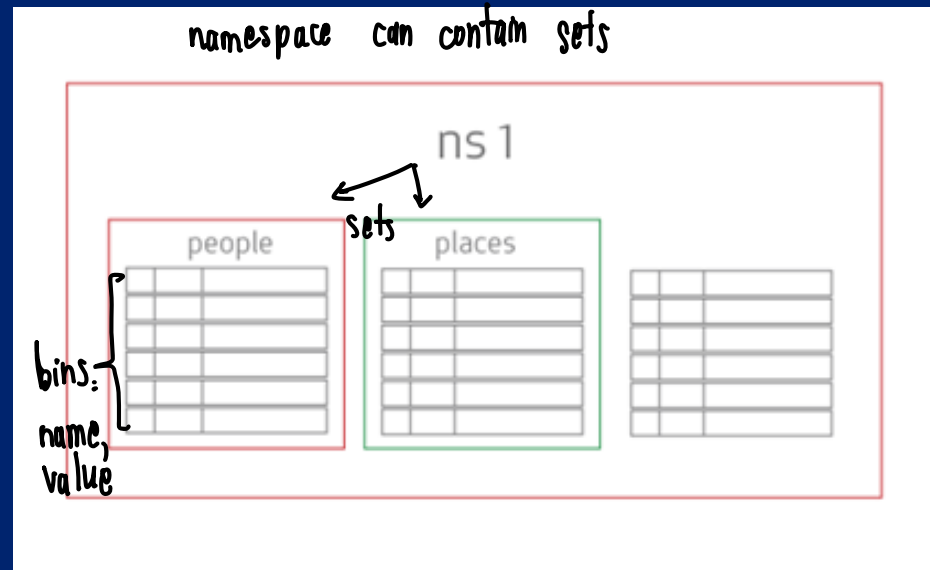 namespace can contain sets
ns 1
sets
people
places
bins:
name,
value